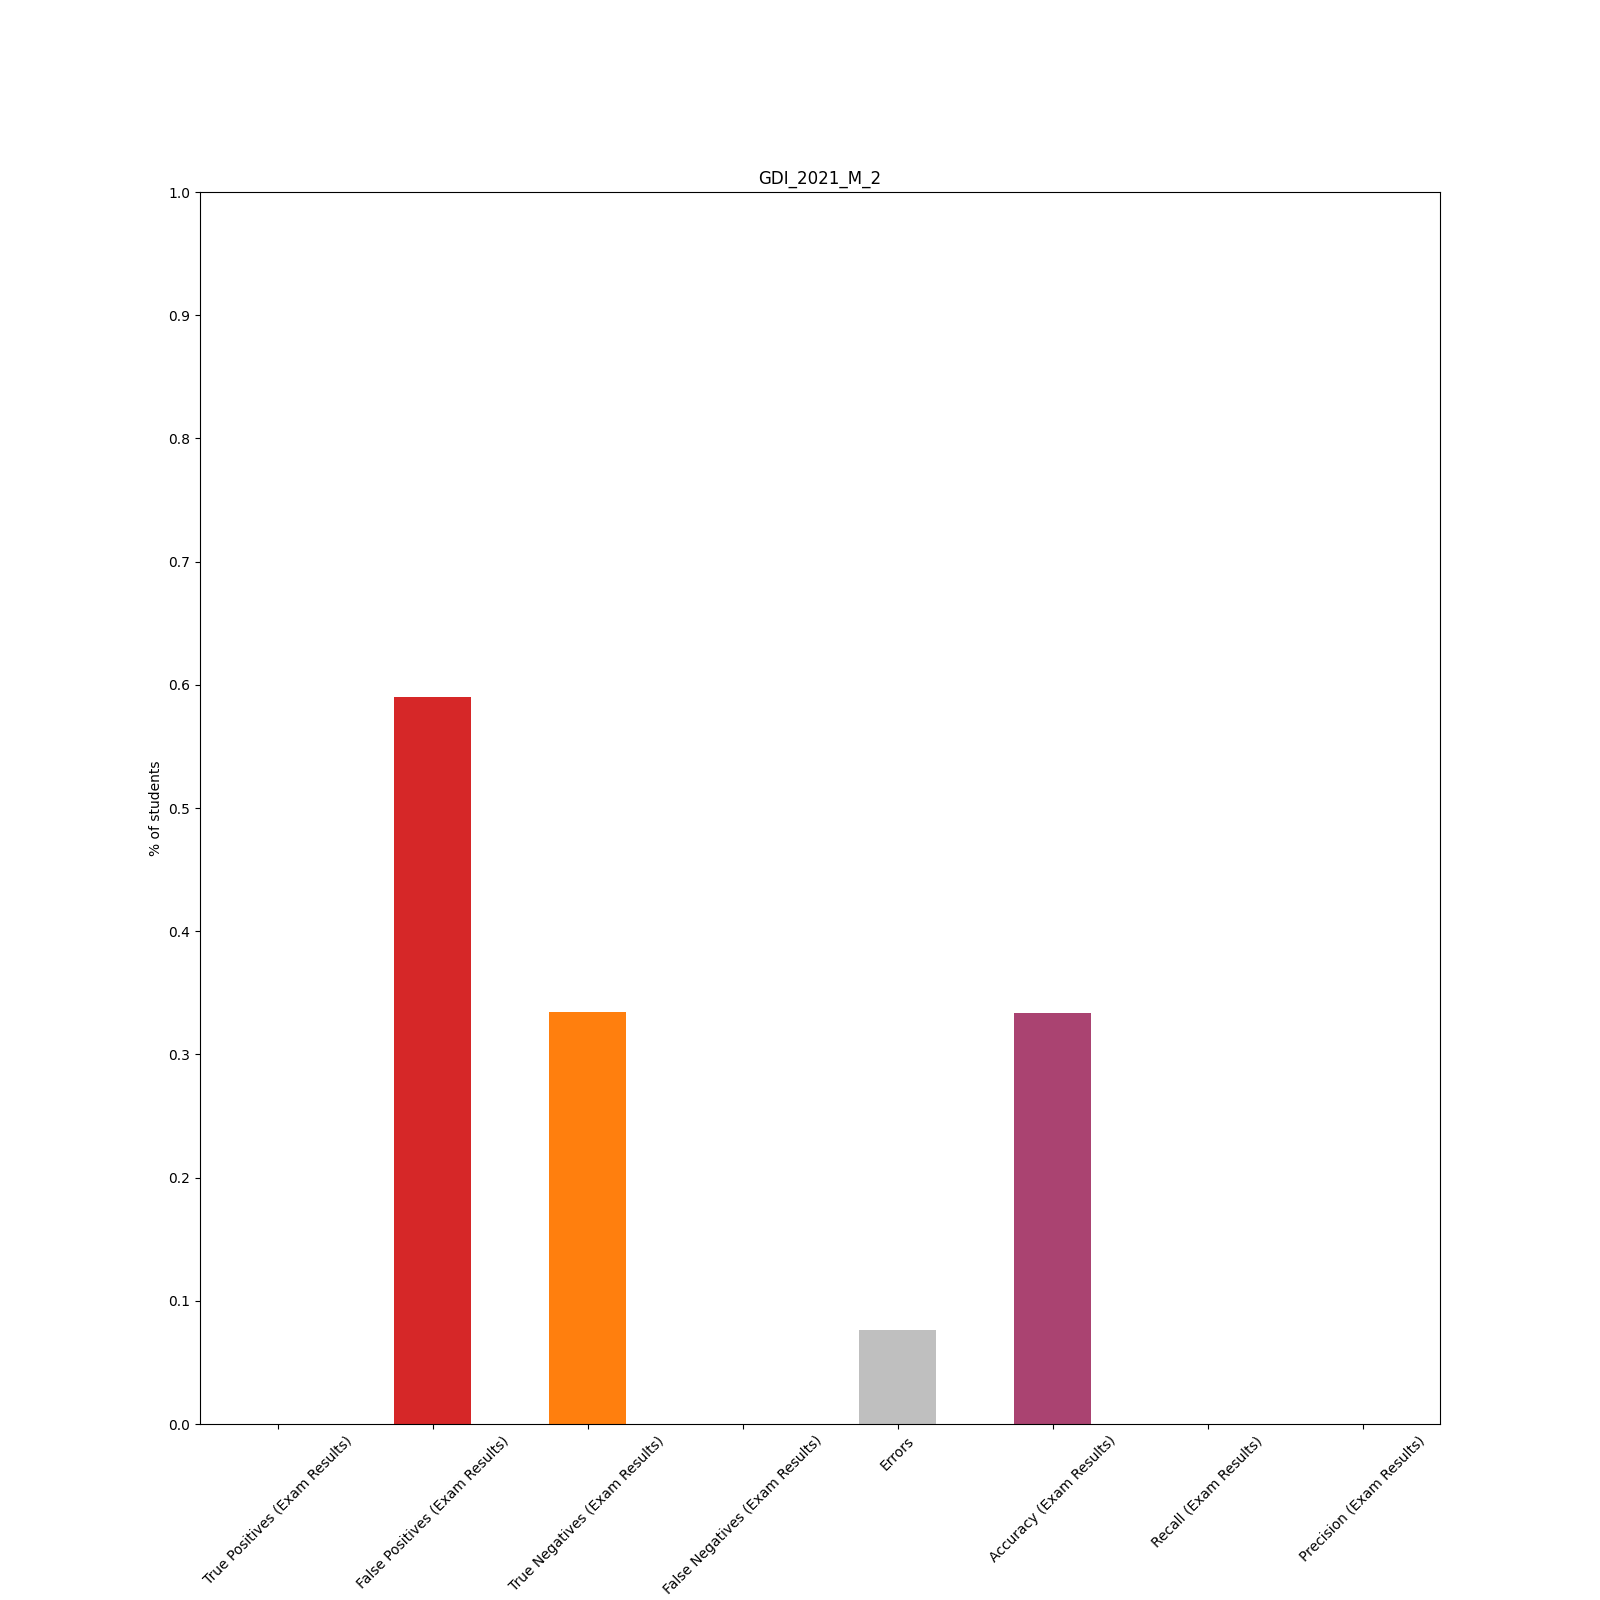 GDI_2021_M_2
1.0
0.9
0.8
0.7
0.6
0.5
0.4
0.3
0.2
0.1
0.0
% of students
True Positives (Exam Results)
False Positives (Exam Results)
True Negatives (Exam Results)
False Negatives (Exam Results)
Errors
Accuracy (Exam Results)
Recall (Exam Results)
Precision (Exam Results)